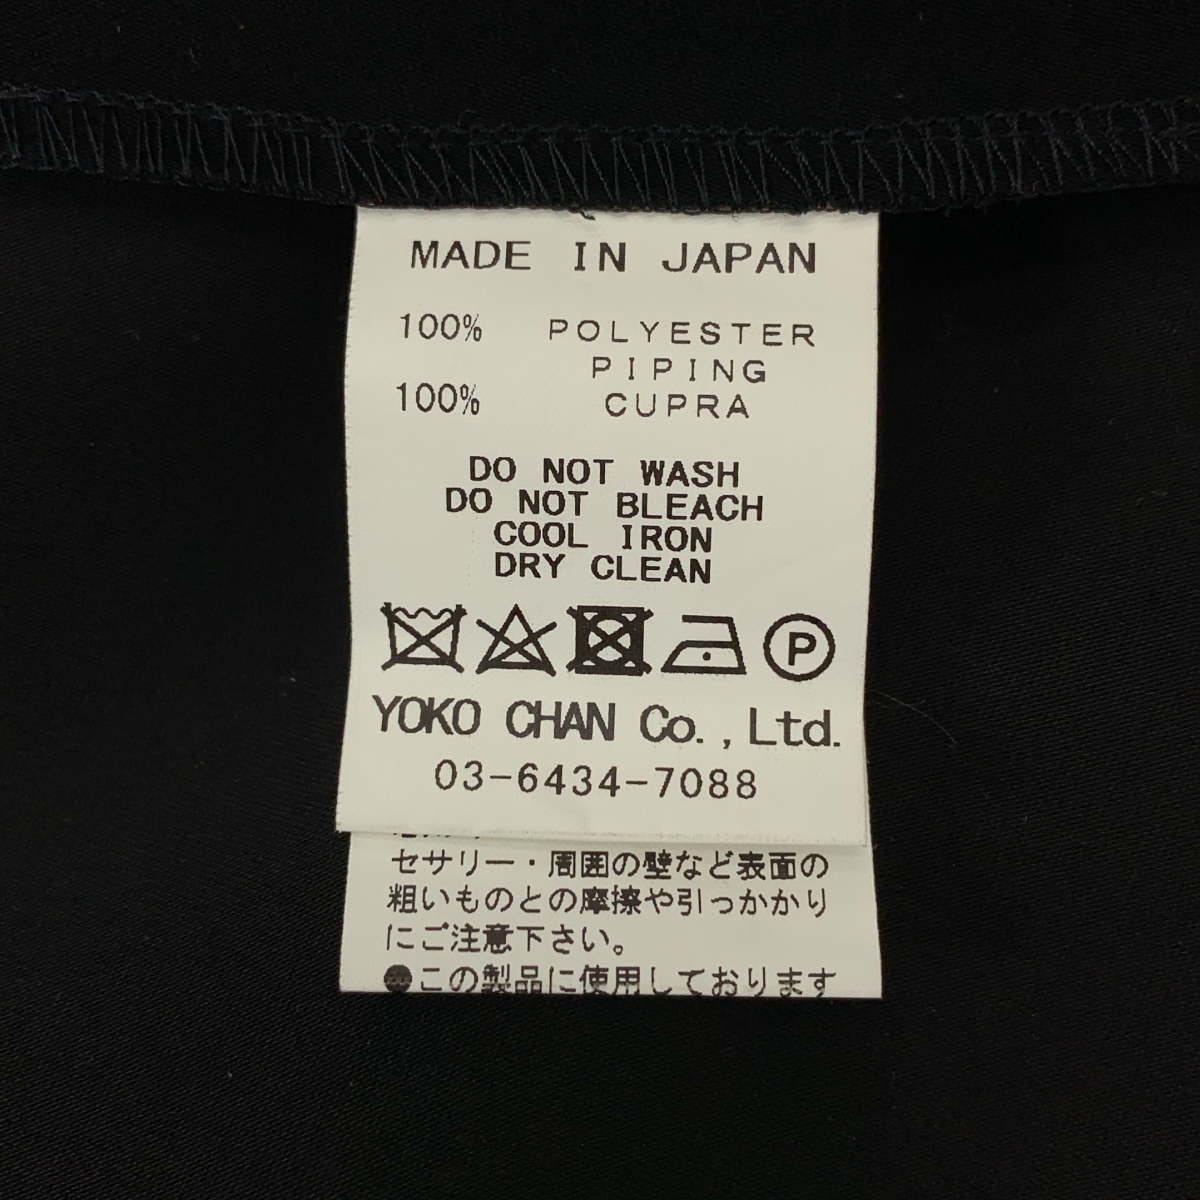 MADE IN JAPAN
100% POLYESTER
PIPING
100% CUPRA
DO NOT WASH
DO NOT BLEACH
COOL IRON
DRY CLEAN
P
YOKO CHAN Co., Ltd.
03-6434-7088
セサリー・周囲の壁など表面の
粗いものとの摩擦や引っかかり
にご注意下さい。
●この製品に使用しております